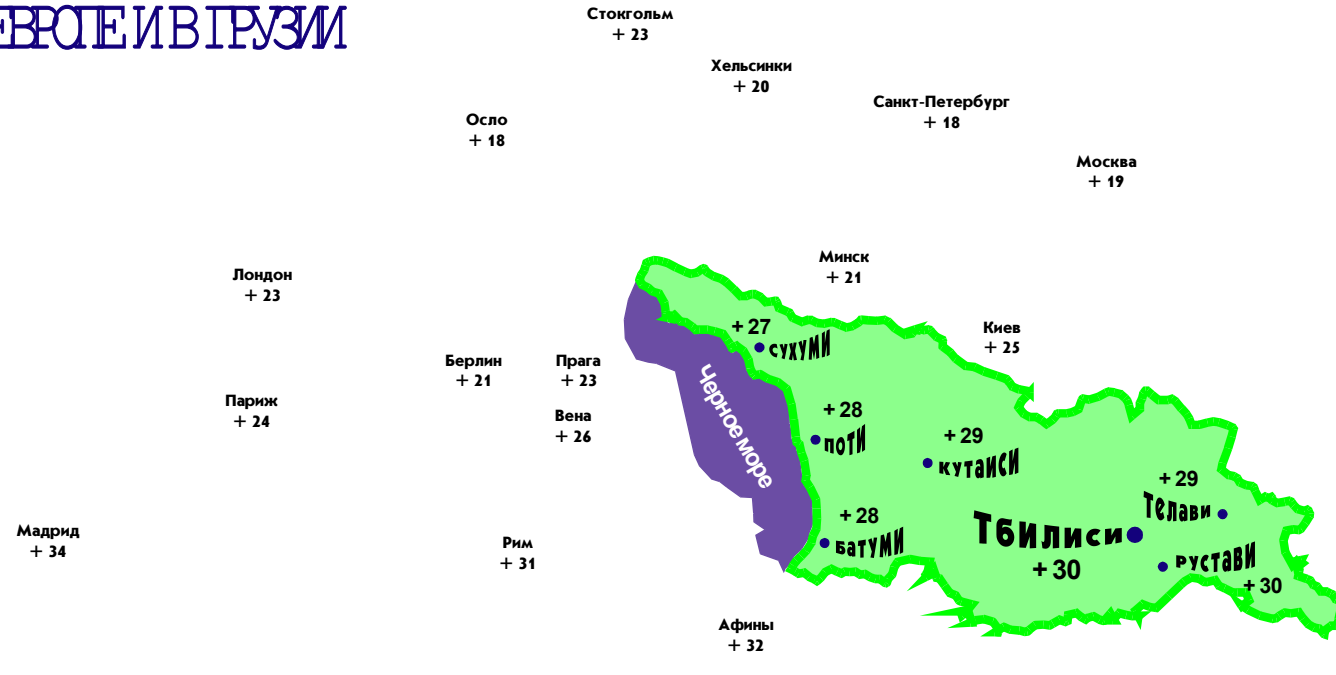 ЕВРОПЕ И В ГРУЗИИ
Стокгольм
+ 23
Хельсинки
+ 20
Санкт-Петербург
+ 18
Осло
+ 18
Москва
+ 19
Минск
+ 21
Лондон
+ 23
Киев
+ 25
+ 27
СУХУМИ
Берлин
+ 21
Прага
+ 23
Париж
+ 24
Вена
+ 26
Черное море
+ 28
ПОТИ
+ 29
КУТаИСИ
+ 29
Телави
+ 28
БаТУМИ
Тбилиси
+ 30
РУСТаВИ
+ 30
Мадрид
+ 34
Рим
+ 31
Афины
+ 32